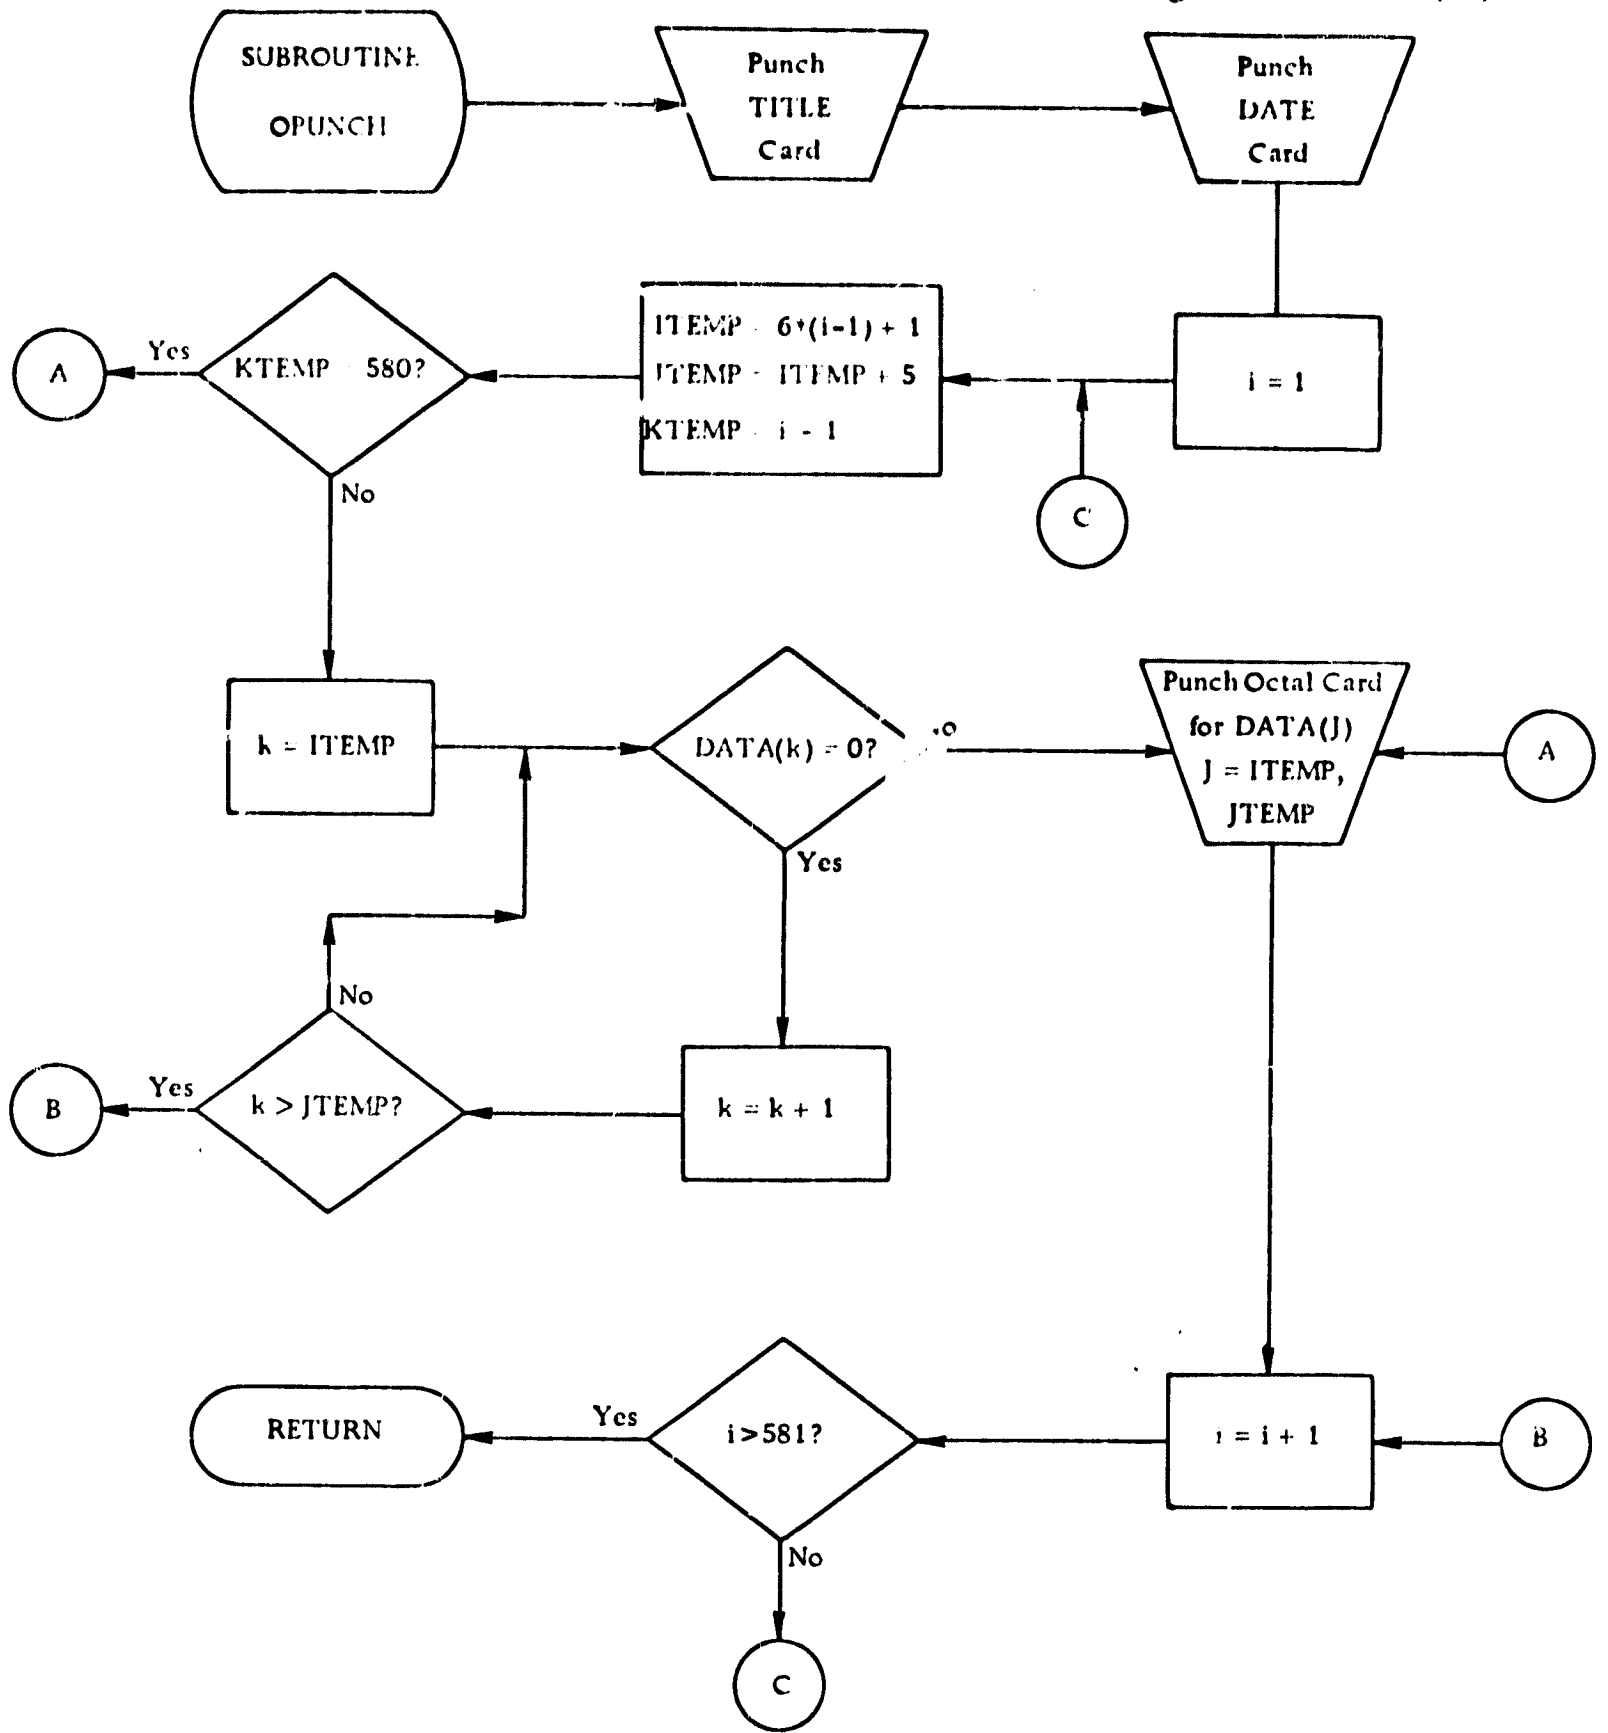 SUBROUTINE
OPUNCH
Punch
TITLE
Card
Punch
DATE
Card
A
Yes
KTEMP 580?
No
ITEMP 6*(i-1) + 1
JTEMP - ITEMP + 5
KTEMP i - 1
i = 1
C
k = ITEMP
DATA(k) = 0?
Yes
Punch Octal Card
for DATA(J)
J = ITEMP,
JTEMP
A
No
B
Yes
k > JTEMP?
k = k + 1
RETURN
Yes
i>581?
No
i = i + 1
B
C